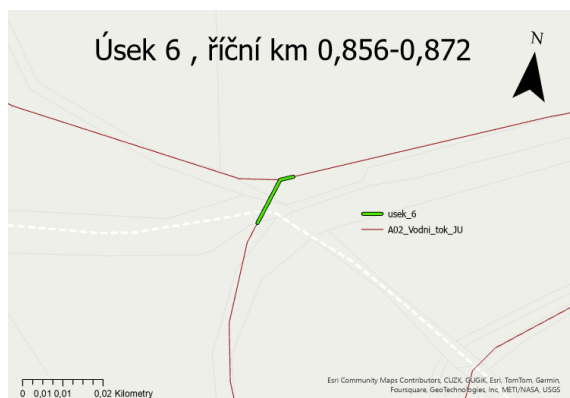 Úsek 6 , říční km 0,856-0,872
N
usek_6
A02_Vodni_tok_JU
0 0,01 0,01 0,02 Kilometry
Esri Community Maps Contributors, CUZK, GUGiK, Esri, TomTom, Garmin,
Foursquare, GeoTechnologies, Inc, METI/NASA, USGS